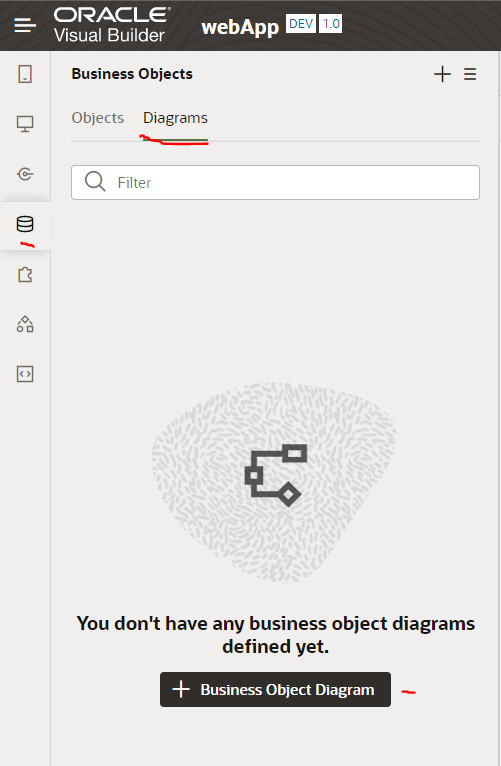 ORACLE®
Visual Builder
webApp DEV 1.0
Business Objects
Objects Diagrams
Filter
You don't have any business object diagrams
defined yet.
Business Object Diagram